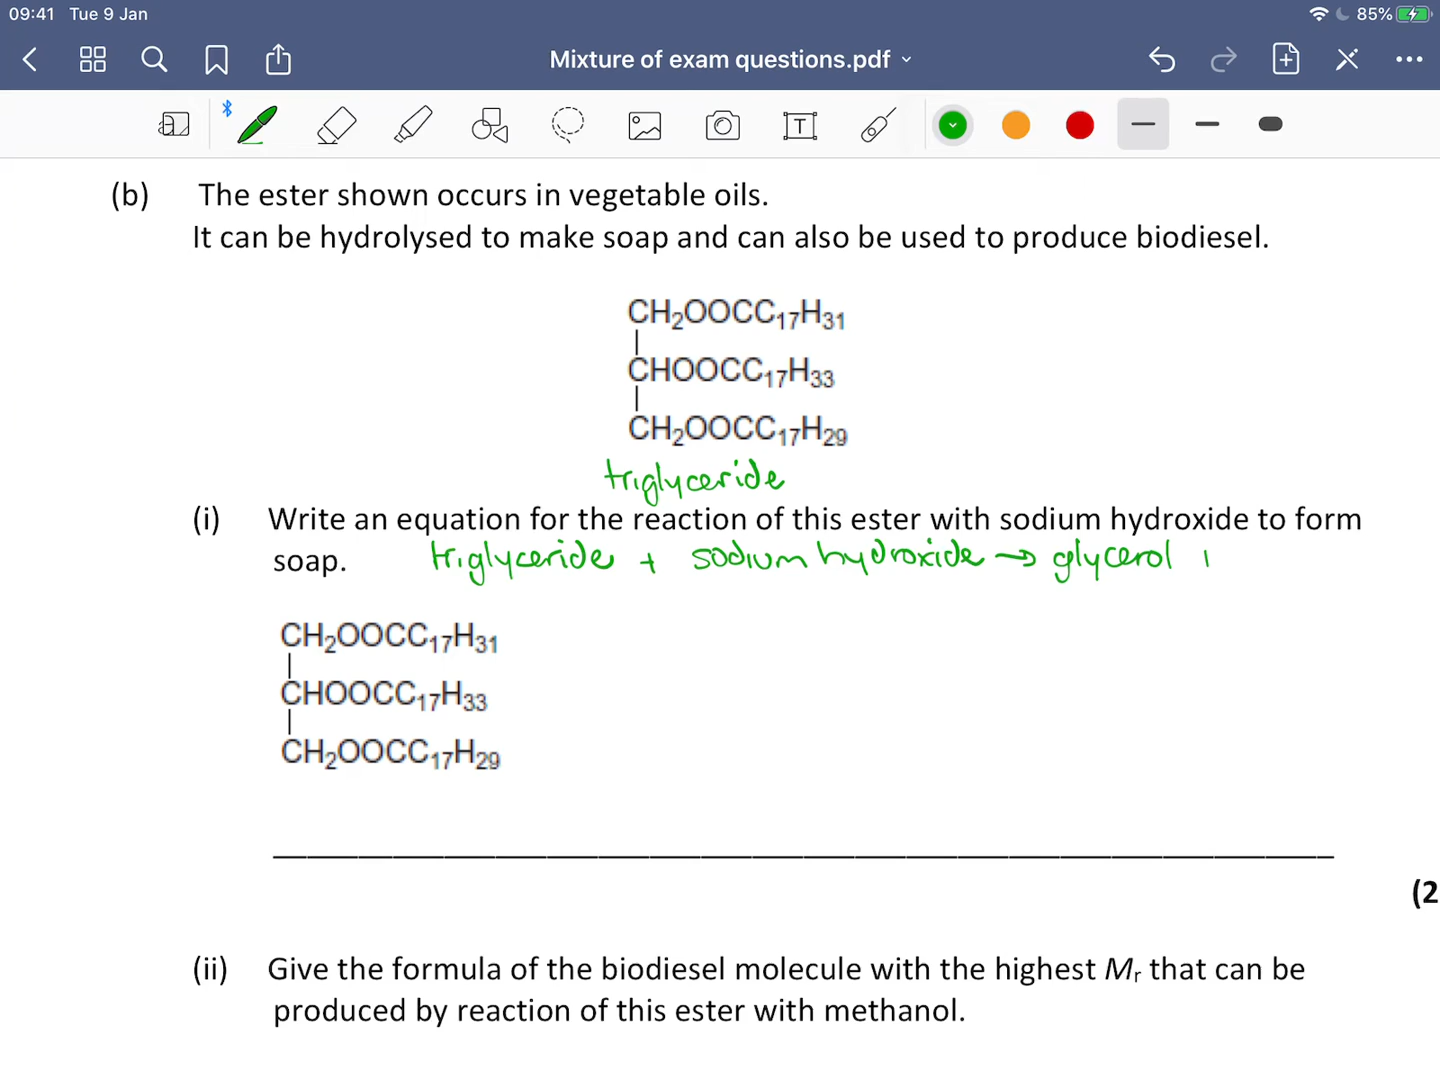 09:41 Tue 9 Jan 85%
Mixture of exam questions.pdf
T
(b) The ester shown occurs in vegetable oils.
It can be hydrolysed to make soap and can also be used to produce biodiesel.
CH₂OOCC₁₇H₃₁
CHOOCC₁₇H₃₃
CH₂OOCC₁₇H₂₉
triglyceride
(i) Write an equation for the reaction of this ester with sodium hydroxide to form
soap. triglyceride + sodium hydroxide → glycerol
CH₂OOCC₁₇H₃₁
CHOOCC₁₇H₃₃
CH₂OOCC₁₇H₂₉
(2
(ii) Give the formula of the biodiesel molecule with the highest Mᵣ that can be
produced by reaction of this ester with methanol.